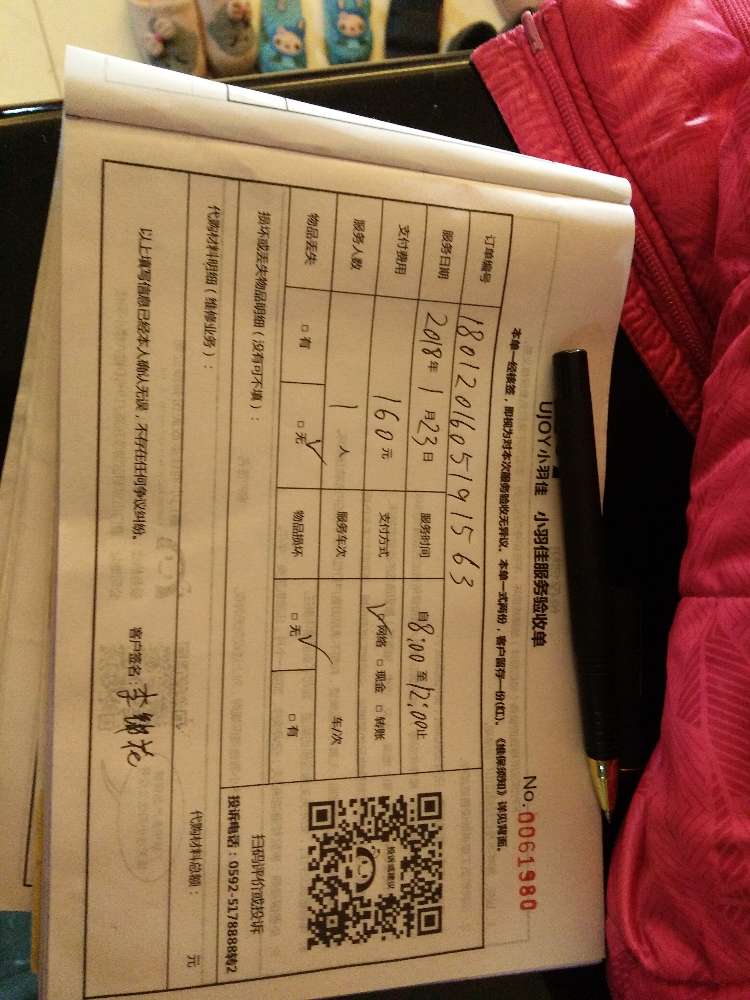 UJOY小羽佳 小羽佳服务验收单 No.0061980
本单一经接签，即视为对本次服务验收无异议。本单一式两份，客户留存一份(红)。《维保须知》详见背面。
订单编号 180120160519 1563
服务日期 2018年1月23日 服务时间 自8:00至12:00止
支付费用 160元 支付方式 ☑网络 □现金 □转账
服务人数 1人 服务车次 车/次
物品丢失 □有 ☑无 物品损坏 ☑无 □有
损坏或丢失物品明细（没有可不填）：
代购材料明细（维修业务）： 代购材料总额： 元
以上填写信息已经本人确认无误，不存在任何争议纠纷。 客户签名：
投诉或建议
扫码评价或投诉
投诉电话：0592-5178888转2